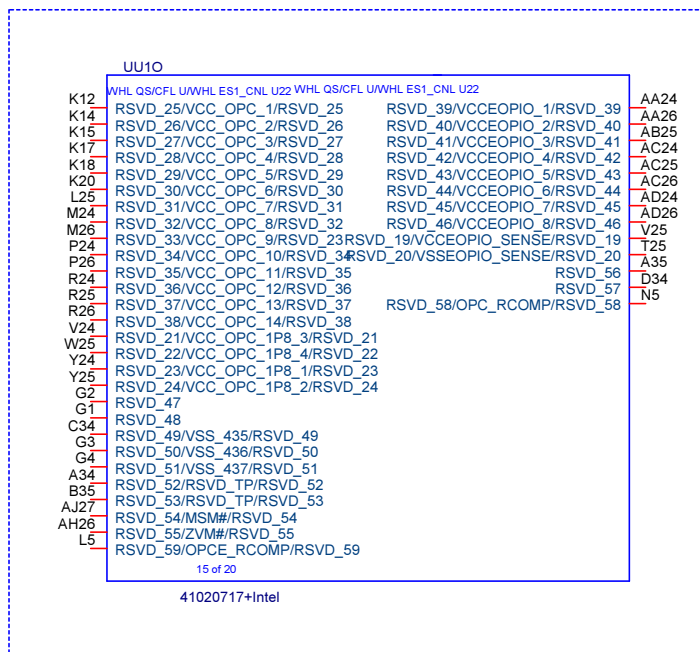 UU1O
WHL QS/CFL U/WHL ES1_CNL U22 WHL QS/CFL U/WHL ES1_CNL U22
K12 RSVD_25/VCC_OPC_1/RSVD_25 RSVD_39/VCCEOPIO_1/RSVD_39 AA24
K14 RSVD_26/VCC_OPC_2/RSVD_26 RSVD_40/VCCEOPIO_2/RSVD_40 AA26
K15 RSVD_27/VCC_OPC_3/RSVD_27 RSVD_41/VCCEOPIO_3/RSVD_41 AB25
K17 RSVD_28/VCC_OPC_4/RSVD_28 RSVD_42/VCCEOPIO_4/RSVD_42 AC24
K18 RSVD_29/VCC_OPC_5/RSVD_29 RSVD_43/VCCEOPIO_5/RSVD_43 AC25
K20 RSVD_30/VCC_OPC_6/RSVD_30 RSVD_44/VCCEOPIO_6/RSVD_44 AC26
L25 RSVD_31/VCC_OPC_7/RSVD_31 RSVD_45/VCCEOPIO_7/RSVD_45 AD24
M24 RSVD_32/VCC_OPC_8/RSVD_32 RSVD_46/VCCEOPIO_8/RSVD_46 AD26
M26 RSVD_33/VCC_OPC_9/RSVD_23 RSVD_19/VCCEOPIO_SENSE/RSVD_19 V25
P24 RSVD_34/VCC_OPC_10/RSVD_34 RSVD_20/VSSEOPIO_SENSE/RSVD_20 T25
P26 RSVD_35/VCC_OPC_11/RSVD_35 RSVD_56 A35
R24 RSVD_36/VCC_OPC_12/RSVD_36 RSVD_57 D34
R25 RSVD_37/VCC_OPC_13/RSVD_37 RSVD_58/OPC_RCOMP/RSVD_58 N5
R26 RSVD_38/VCC_OPC_14/RSVD_38
V24 RSVD_21/VCC_OPC_1P8_3/RSVD_21
W25 RSVD_22/VCC_OPC_1P8_4/RSVD_22
Y24 RSVD_23/VCC_OPC_1P8_1/RSVD_23
Y25 RSVD_24/VCC_OPC_1P8_2/RSVD_24
G2 RSVD_47
G1 RSVD_48
C34 RSVD_49/VSS_435/RSVD_49
G3 RSVD_50/VSS_436/RSVD_50
G4 RSVD_51/VSS_437/RSVD_51
A34 RSVD_52/RSVD_TP/RSVD_52
B35 RSVD_53/RSVD_TP/RSVD_53
AJ27 RSVD_54/MSM#/RSVD_54
AH26 RSVD_55/ZVM#/RSVD_55
L5 RSVD_59/OPCE_RCOMP/RSVD_59
15 of 20
41020717+Intel